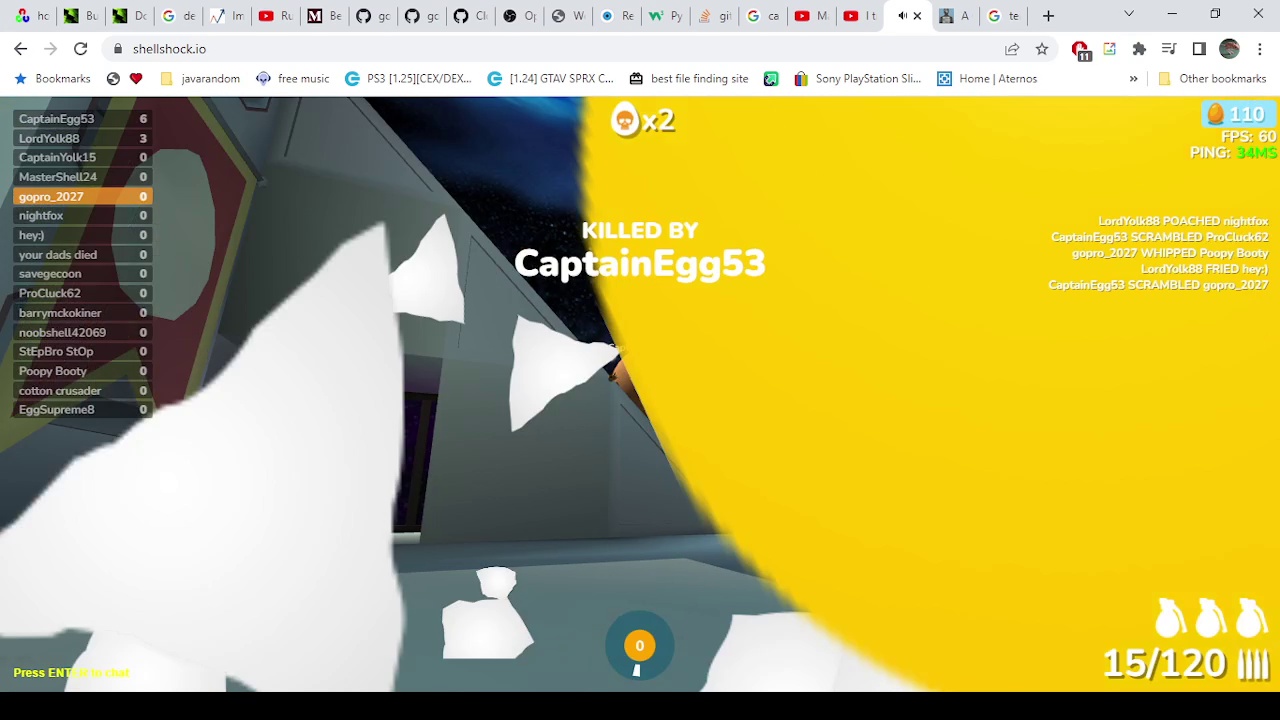 hc
Bu
Do
de
Im
Ru
Be
gc
gc
Cli
Op
W
Re
Py
git
ca
M
I t
A
te
shellshock.io
11
Bookmarks
javarandom
free music
PS3 [1.25][CEX/DEX...
[1.24] GTAV SPRX C...
best file finding site
Sony PlayStation Sli...
Home | Aternos
»
Other bookmarks
CaptainEgg53 6
LordYolk88 3
CaptainYolk15 0
MasterShell24 0
gopro_2027 0
nightfox 0
hey:) 0
your dads died 0
savegecoon 0
ProCluck62 0
barrymckokiner 0
noobshell42069 0
StEpBro StOp 0
Poopy Booty 0
cotton crusader 0
EggSupreme8 0
x2
KILLED BY
CaptainEgg53
110
FPS: 60
PING: 34MS
LordYolk88 POACHED nightfox
CaptainEgg53 SCRAMBLED ProCluck62
gopro_2027 WHIPPED Poopy Booty
LordYolk88 FRIED hey:)
CaptainEgg53 SCRAMBLED gopro_2027
0
15/120
Press ENTER to chat